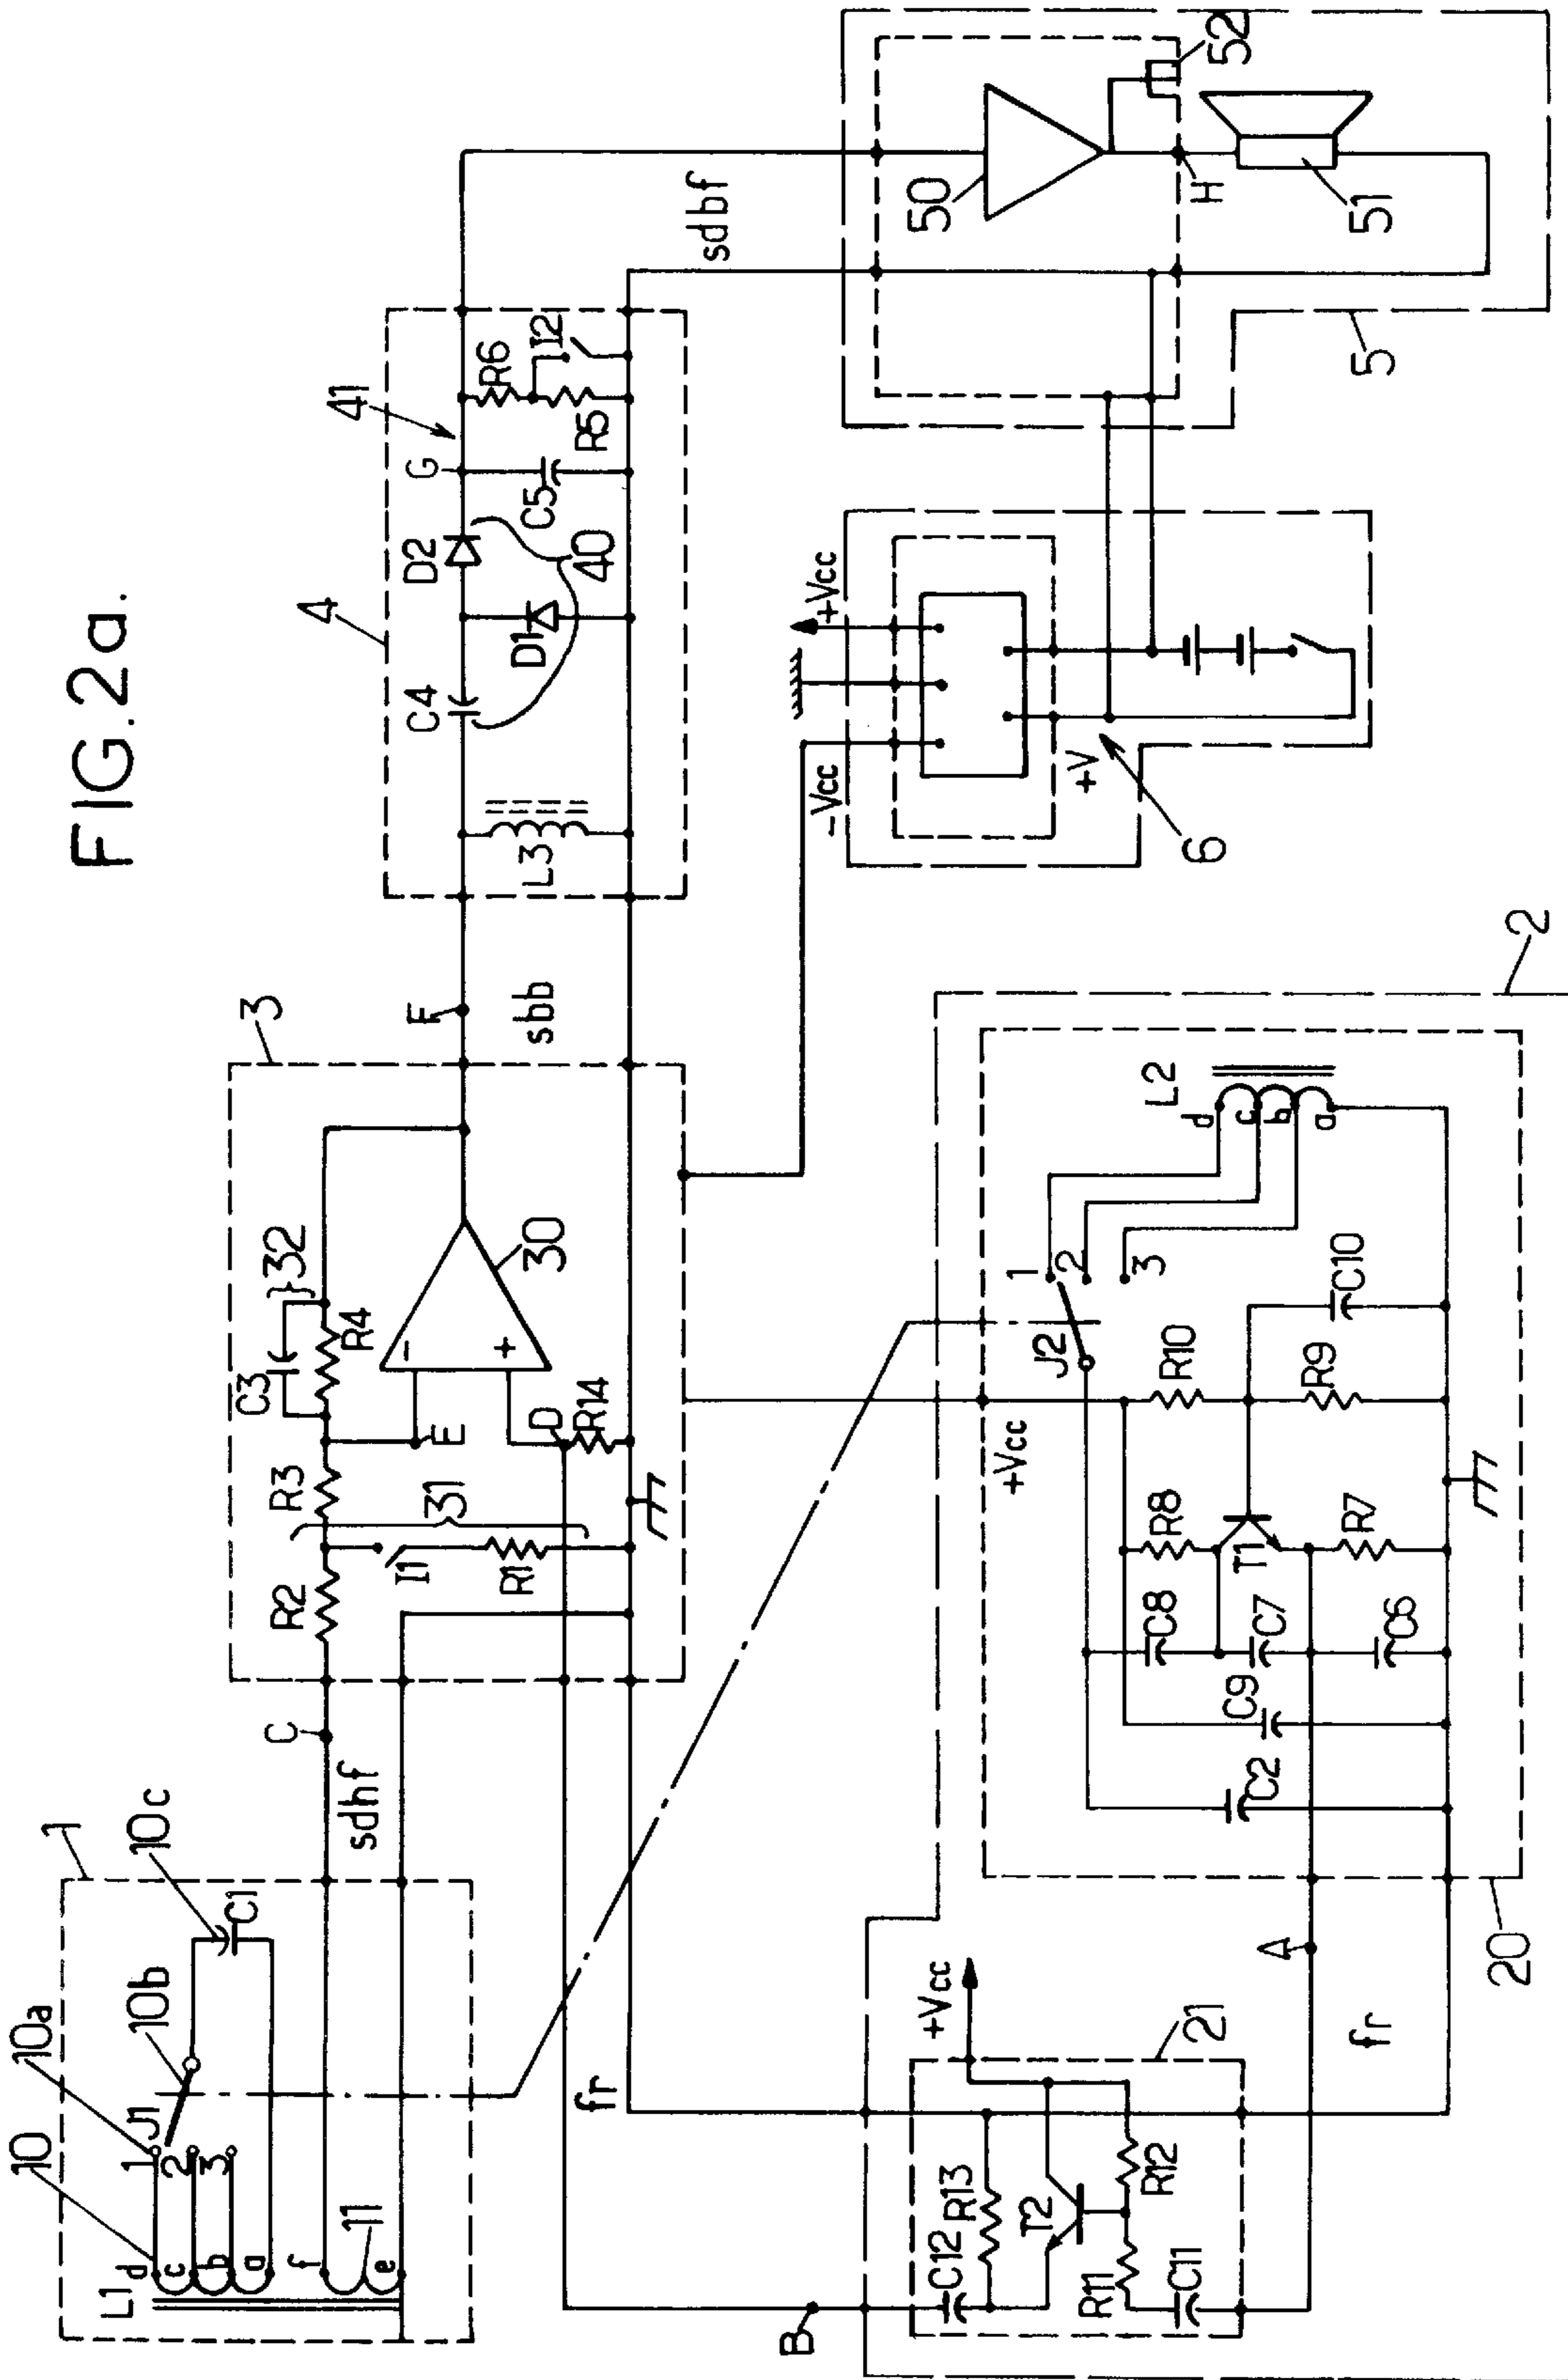 FIG.2a.
1
10
10a
10b
10c
L1
d
c
b
a
f
e
11
J1
1
2
3
C1
sdhf
C
3
R2
R3
I1
R1
31
C3
R4
32
E
D
R14
-
+
30
F
sbb
4
L3
C4
D1
D2
40
G
41
C5
R6
R5
I2
sdbf
50
52
H
51
5
-Vcc
+Vcc
+V
6
2
J2
1
2
3
L2
d
c
b
a
+Vcc
R10
R9
C10
R8
T1
R7
C8
C7
C6
C9
C2
20
A
fr
fr
+Vcc
21
B
C12
R13
T2
R11
R12
C11